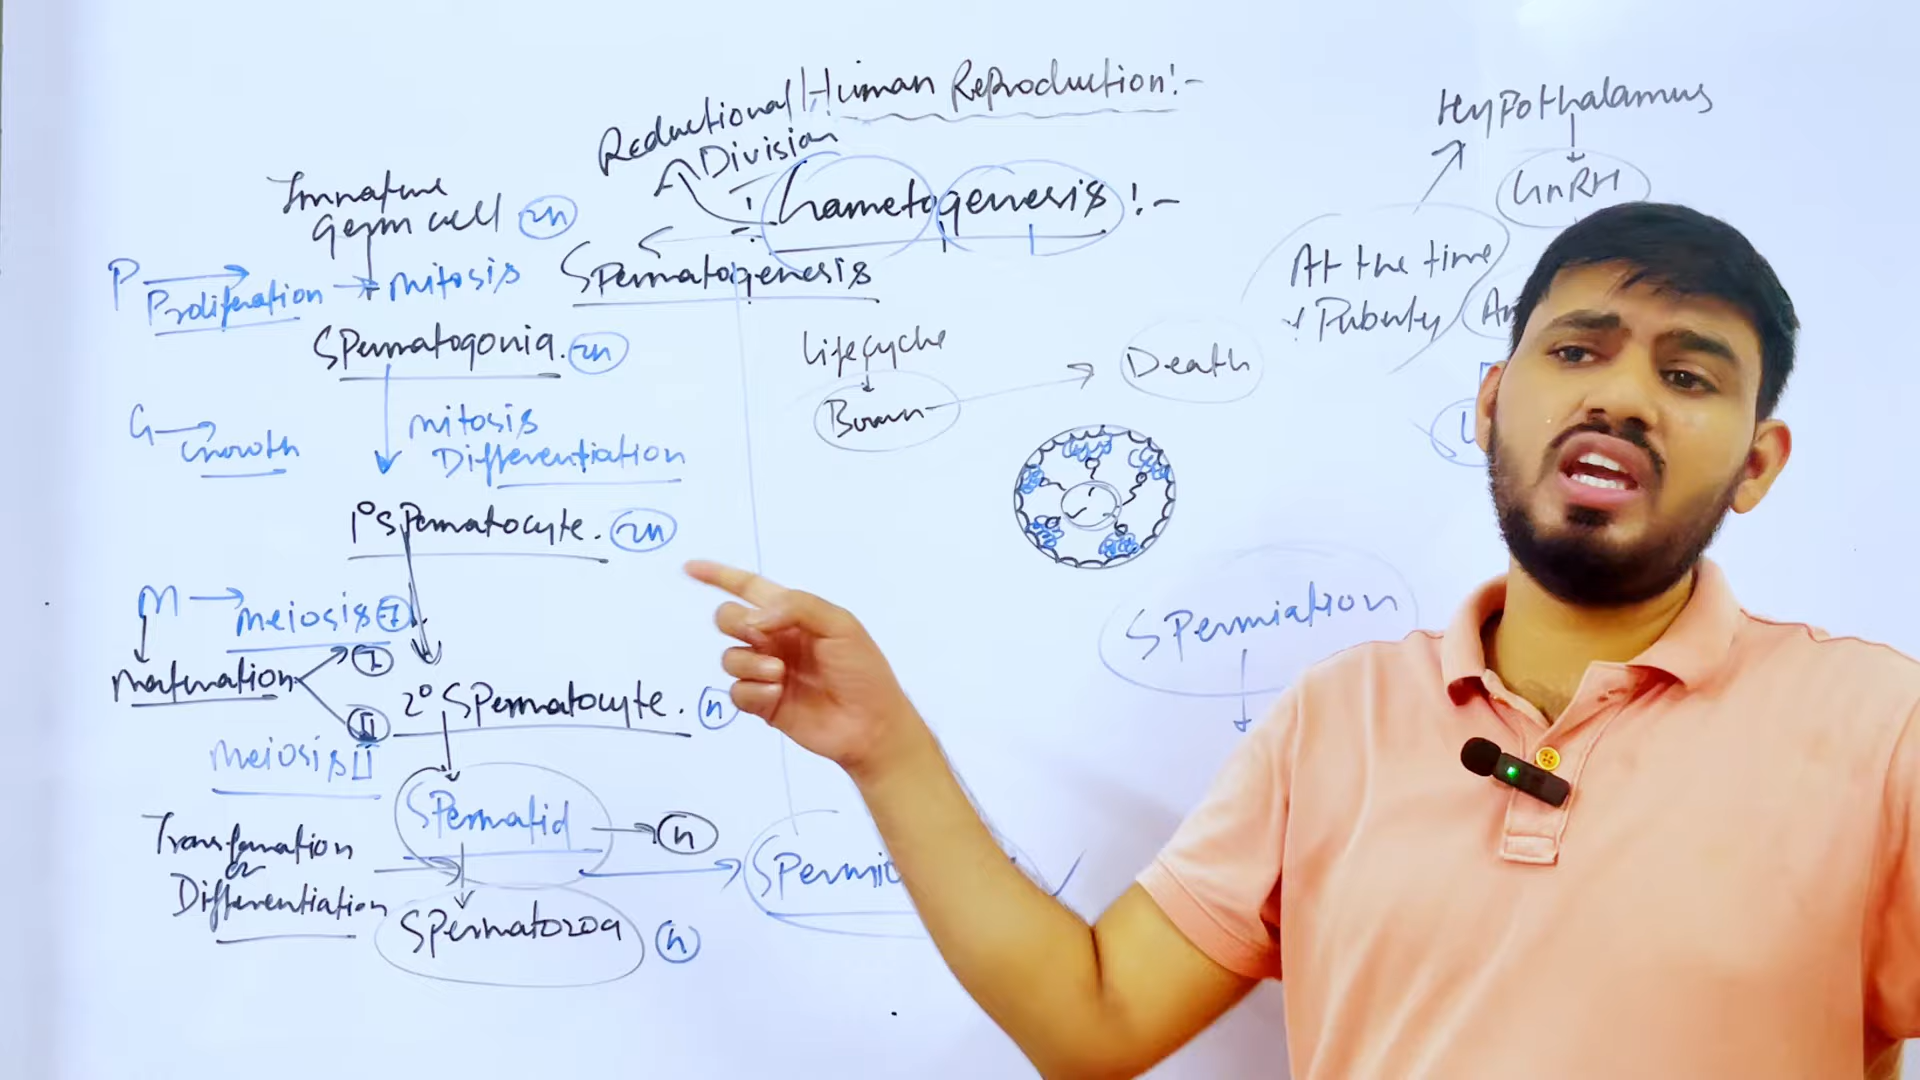 Human Reproduction:-
Reductional
Division
Gametogenesis:-
Spermatogenesis
Immature
Germ cell 2n
P → Proliferation → mitosis
Spermatogonia. 2n
G → Growth
mitosis
Differentiation
1° Spermatocyte. 2n
M → meiosis I
maturation
I
II
2° Spermatocyte. n
meiosis II
Spermatid → n
Transformation
or
Differentiation
Spermatozoa n
Lifecycle
Born → Death
Hypothalamus
GnRH
At the time
Puberty
Spermiation